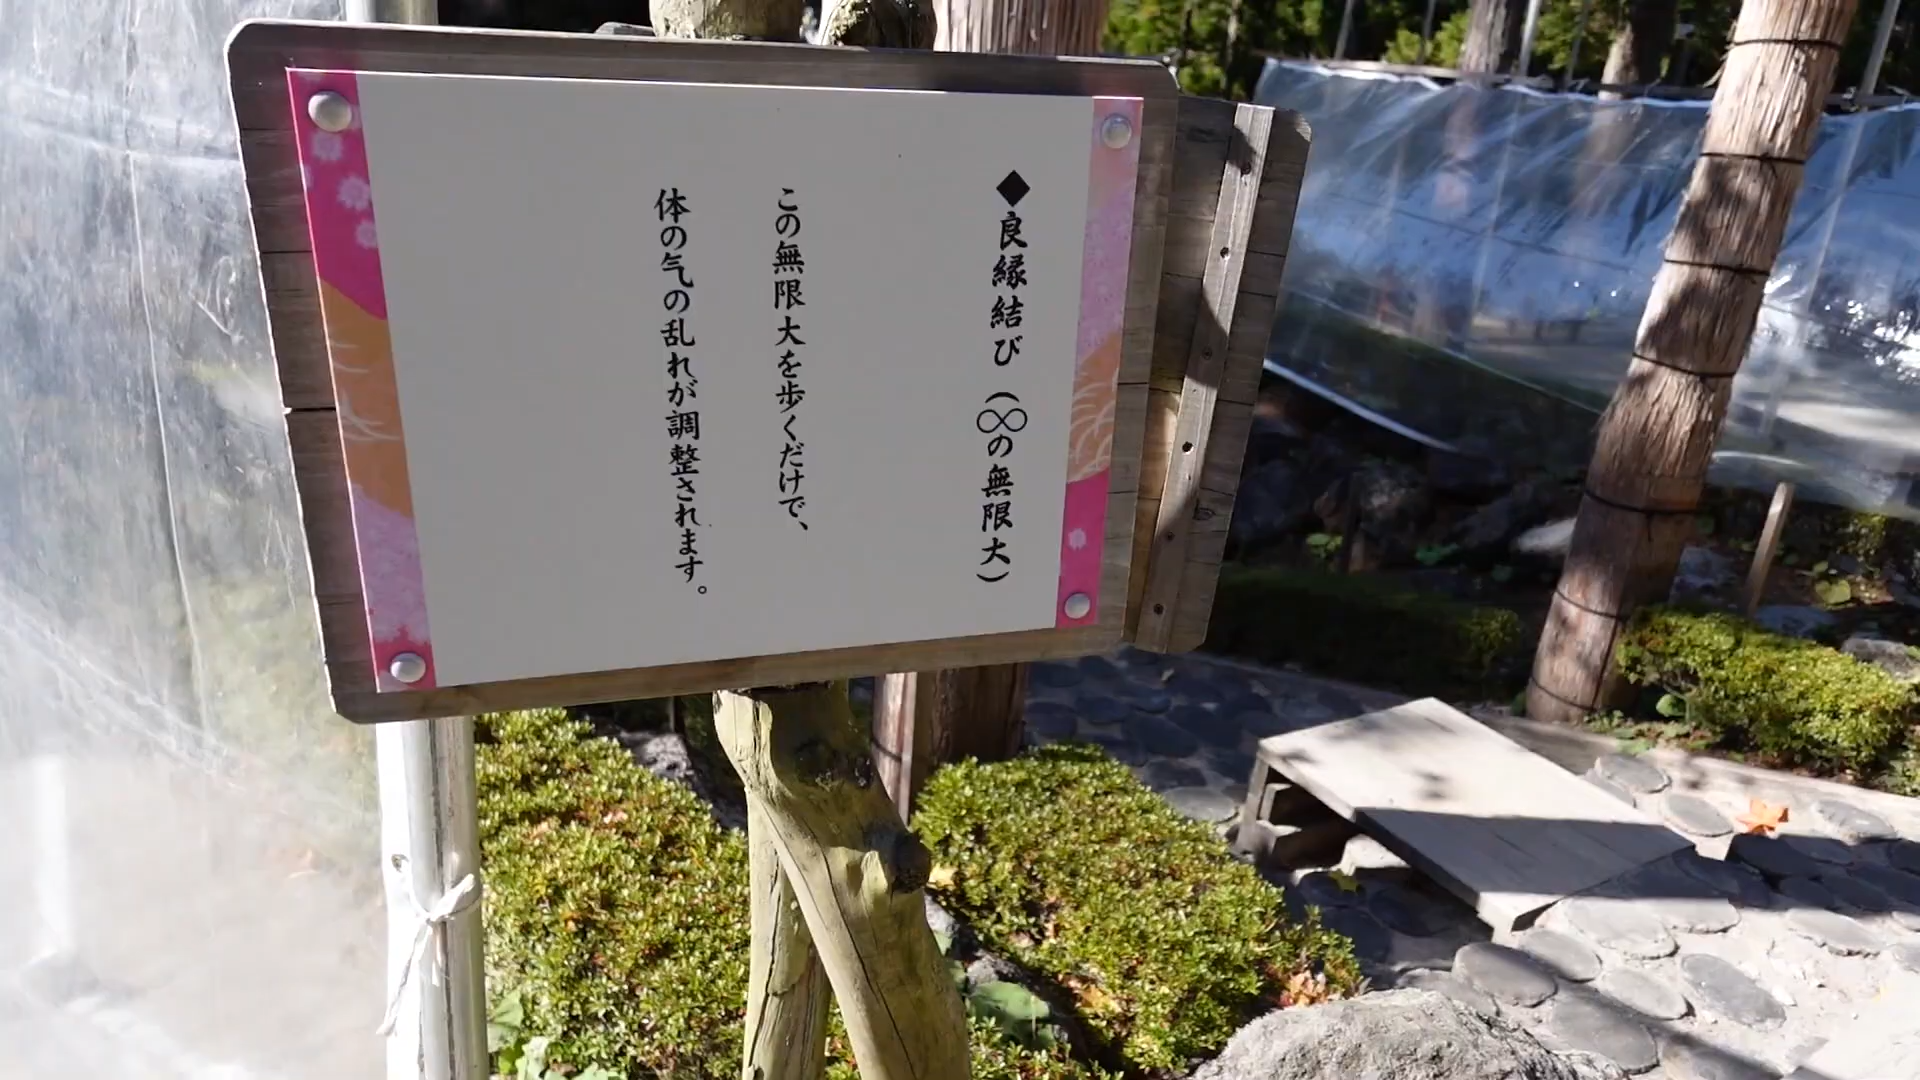 ◆良縁結び（∞の無限大）
この無限大を歩くだけで、
体の气の乱れが調整されます。